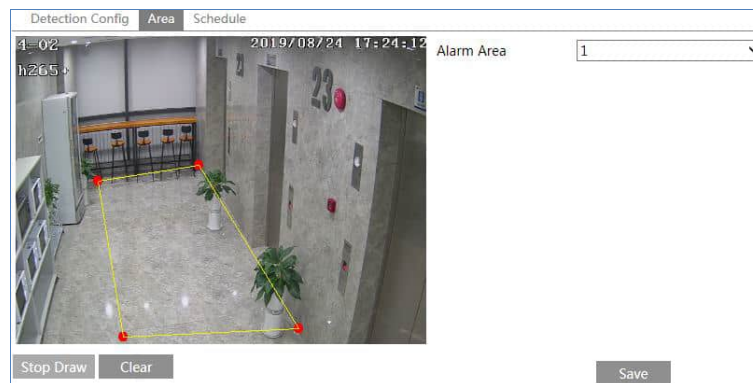 Detection Config Area Schedule
4-02 2019/08/24 17:24:12
h265+
23
23
Alarm Area 1
Stop Draw Clear
Save